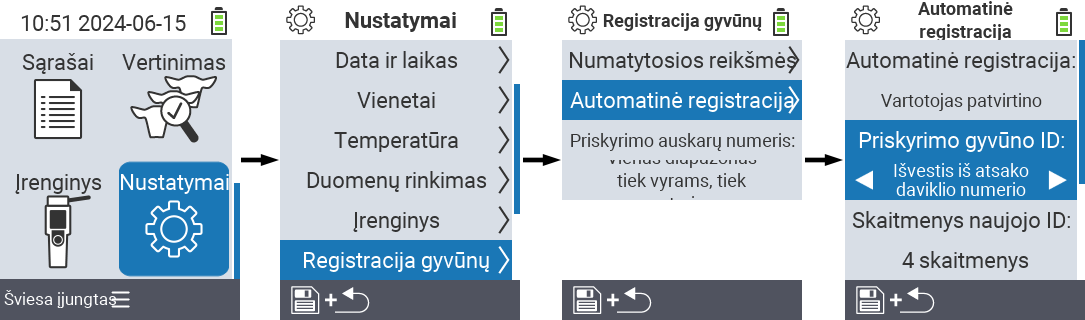 10:51 2024-06-15
Sąrašai
Vertinimas
Įrenginys
Nustatymai
Šviesa įjungtas
Nustatymai
Data ir laikas
Vienetai
Temperatūra
Duomenų rinkimas
Įrenginys
Registracija gyvūnų
+
Registracija gyvūnų
Numatytosios reikšmės
Automatinė registracija
Priskyrimo auskarų numeris:
Vienas diapazonas
tiek vyrams, tiek
+
Automatinė
registracija
Automatinė registracija:
Vartotojas patvirtino
Priskyrimo gyvūno ID:
Išvestis iš atsako
daviklio numerio
Skaitmenys naujojo ID:
4 skaitmenys
+